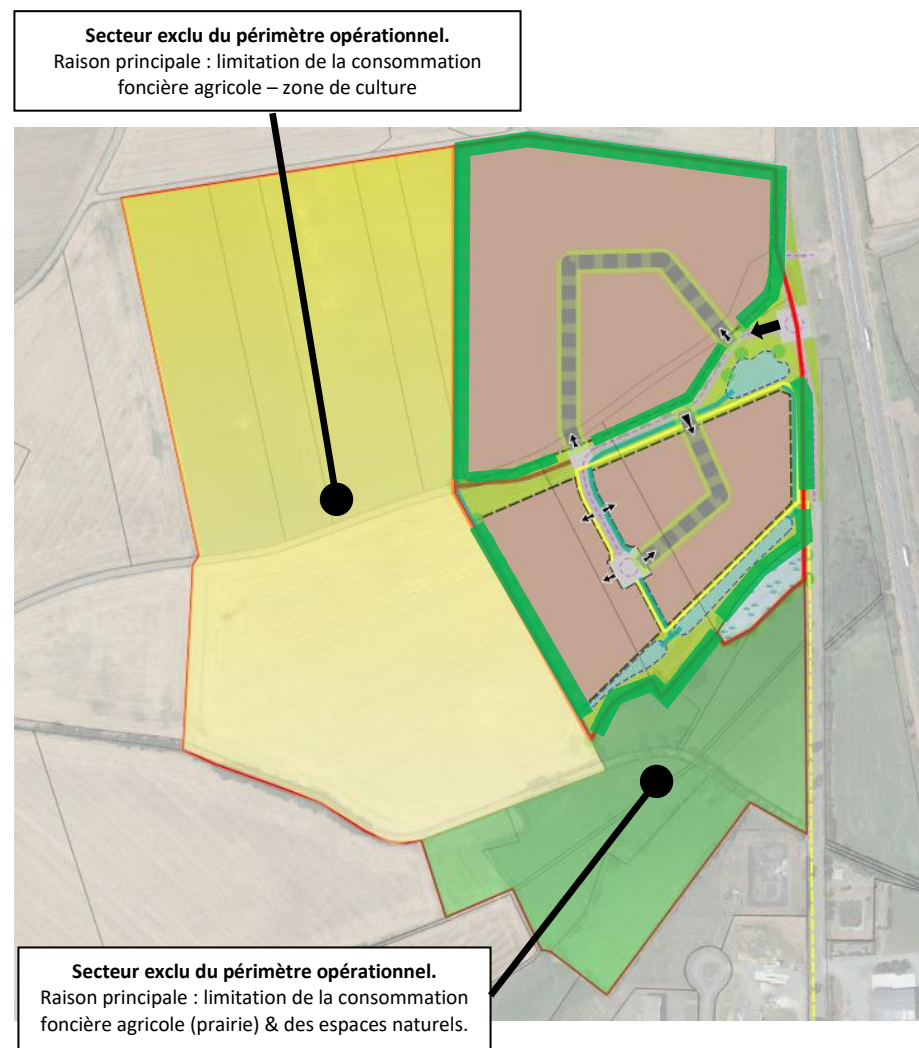 Secteur exclu du périmètre opérationnel.
Raison principale : limitation de la consommation
foncière agricole – zone de culture
Secteur exclu du périmètre opérationnel.
Raison principale : limitation de la consommation
foncière agricole (prairie) & des espaces naturels.